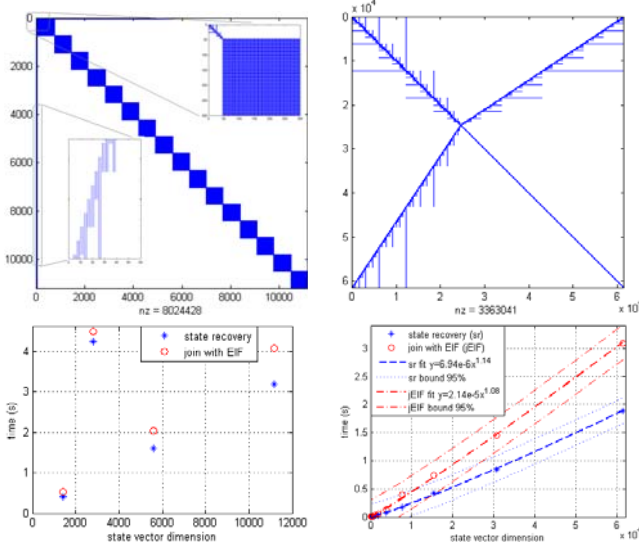 0
2000
4000
6000
8000
10000
0 2000 4000 6000 8000 10000
nz = 8024428
x 10⁴
0
1
2
3
4
5
6
0 1 2 3 4 5 6
nz = 3363041
x 10
4
3
2
1
0
time (s)
state recovery
join with EIF
0 2000 4000 6000 8000 10000 12000
state vector dimension
3.5
3
2.5
2
1.5
1
0.5
0
time (s)
state recovery (sr)
join with EIF (jEIF)
sr fit y=6.94e-6x^1.14
sr bound 95%
jEIF fit y=2.14e-5x^1.08
jEIF bound 95%
0 1 2 3 4 5 6
state vector dimension
x 10